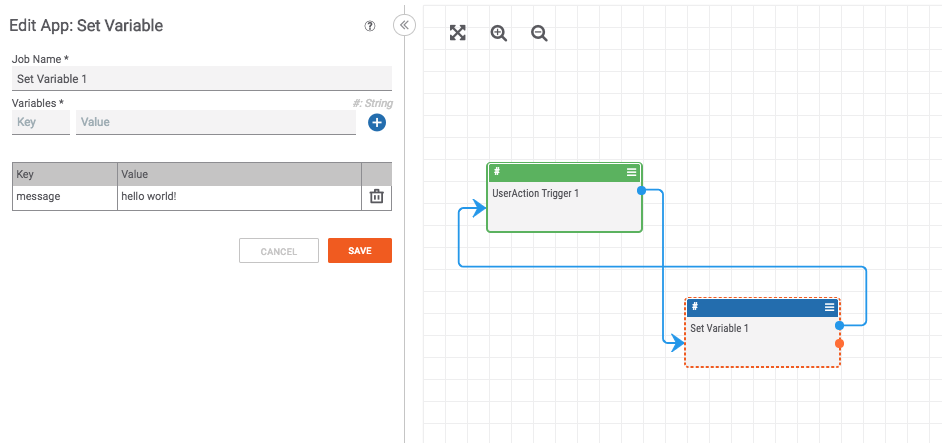 Edit App: Set Variable
Job Name *
Set Variable 1
Variables *
#: String
Key
Value
Key
Value
message
hello world!
CANCEL
SAVE
#
UserAction Trigger 1
#
Set Variable 1